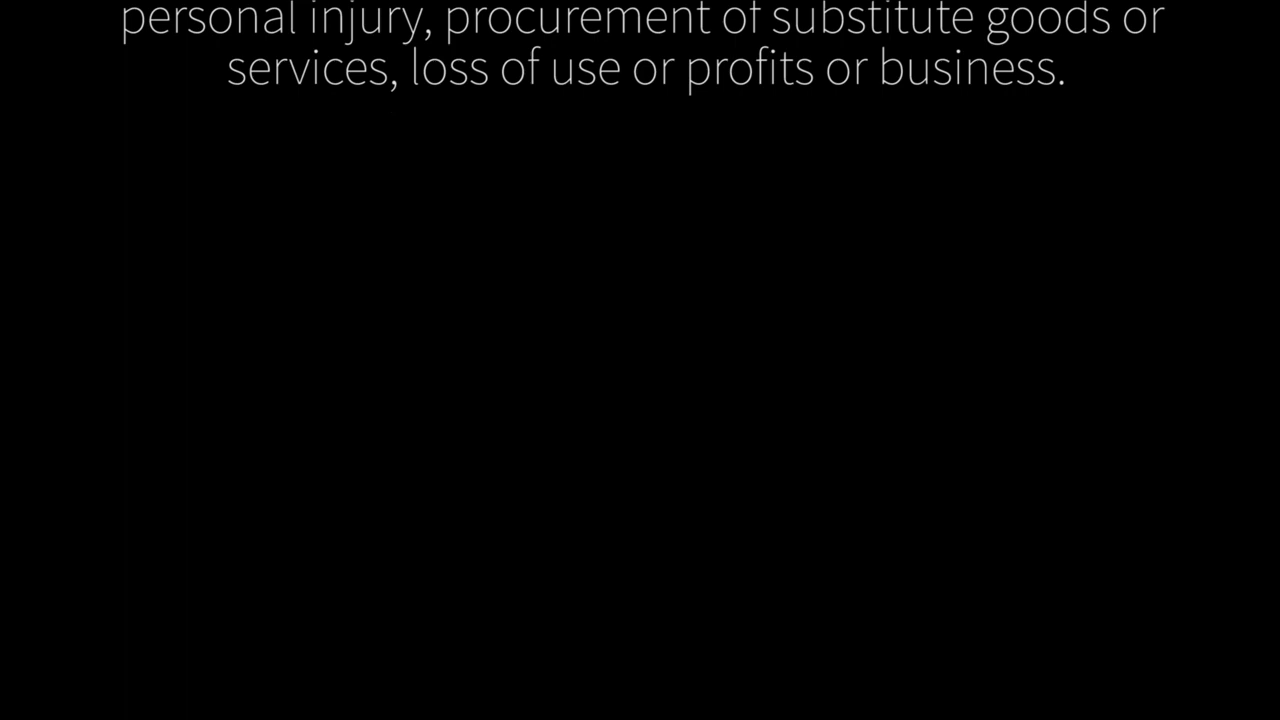 personal injury, procurement of substitute goods or
services, loss of use or profits or business.